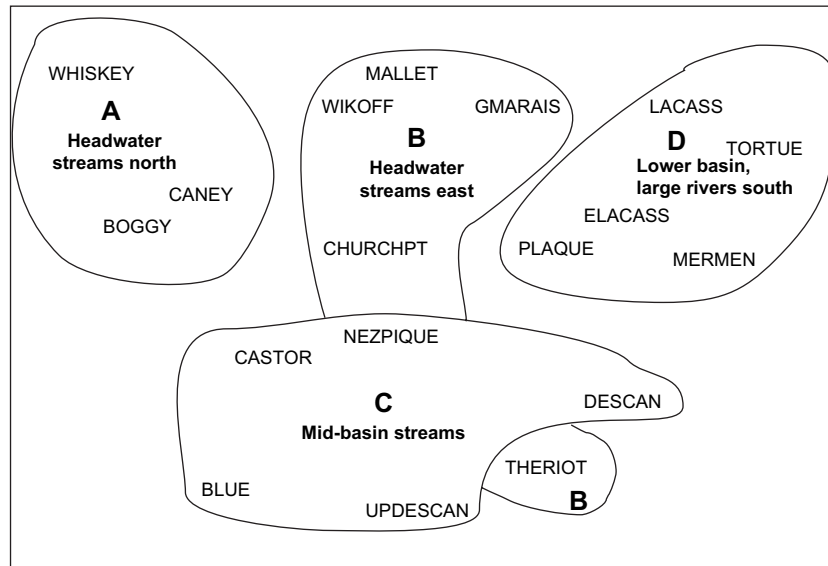 WHISKEY
A
Headwater
streams north
CANEY
BOGGY
MALLET
WIKOFF
GMARAIS
B
Headwater
streams east
CHURCHPT
LACASS
D
TORTUE
Lower basin,
large rivers south
ELACASS
PLAQUE
MERMEN
NEZPIQUE
CASTOR
C
DESCAN
Mid-basin streams
THERIOT
BLUE
B
UPDESCAN